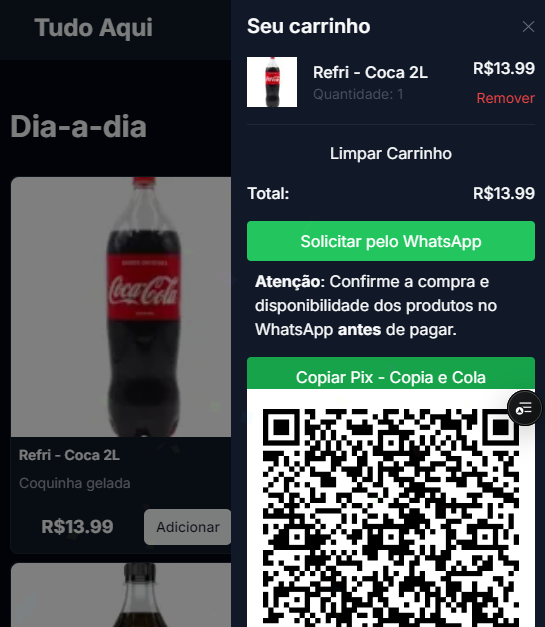 Tudo Aqui
Dia-a-dia
Coca-Cola
Refri - Coca 2L
Coquinha gelada
R$13.99
Adicionar
Seu carrinho
Refri - Coca 2L
R$13.99
Quantidade: 1
Remover
Limpar Carrinho
Total:
R$13.99
Solicitar pelo WhatsApp
Atenção: Confirme a compra e
disponibilidade dos produtos no
WhatsApp antes de pagar.
Copiar Pix - Copia e Cola